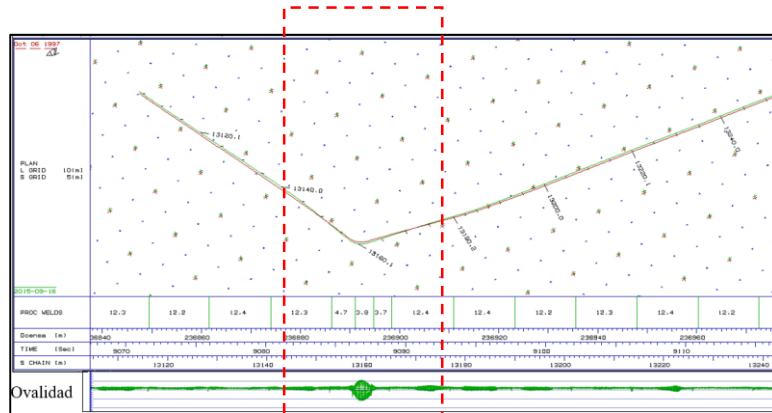 Oct 06 1997
13120.1
13140.0
13160.1
13180.2
13200.0
13220.1
13240.0
PLAN
L GRID 10(m)
S GRID 5(m)
2015-09-16
PROC WELDS 12.3 12.2 12.4 12.3 4.7 3.8 3.7 12.4 12.4 12.2 12.3 12.4 12.2
(m) 236860 236880 236900 236920 236940 236960
TIME (Sec) 9070 9080 9090 9100 9110
S CHAIN (m) 13120 13140 13160 13180 13200 13220 13240
Ovalidad